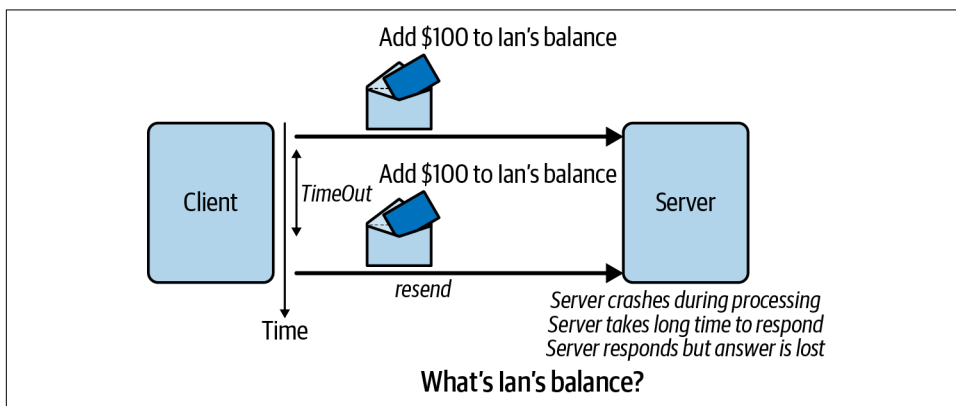 Add $100 to Ian's balance
Client
TimeOut
Add $100 to Ian's balance
Server
resend
Time
Server crashes during processing
Server takes long time to respond
Server responds but answer is lost
What's Ian's balance?